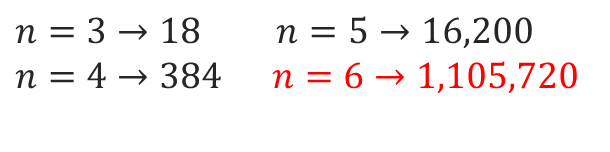 n = 3 → 18 n = 5 → 16,200
n = 4 → 384 n = 6 → 1,105,720